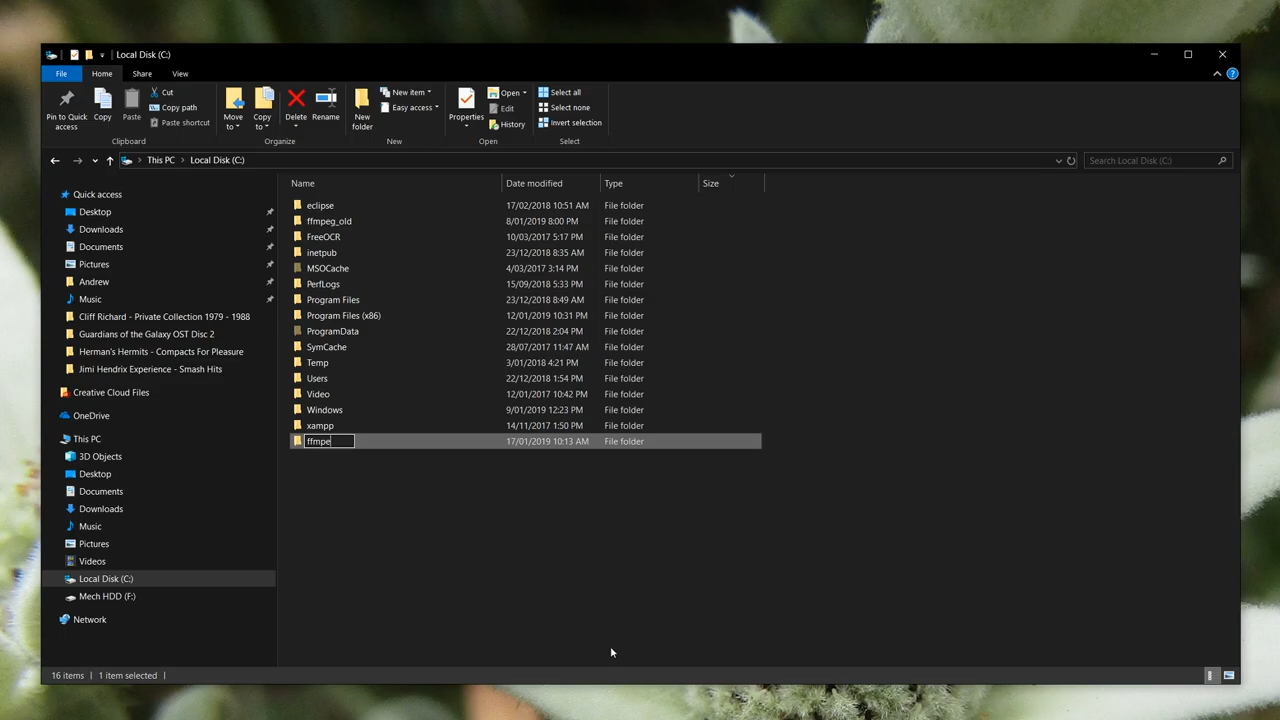 Local Disk (C:)
File Home Share View
Pin to Quick access
Copy
Paste
Cut
Copy path
Paste shortcut
Clipboard
Move to
Copy to
Delete
Rename
Organize
New folder
New item
Easy access
New
Properties
Open
Edit
History
Open
Select all
Select none
Invert selection
Select
This PC Local Disk (C:)
Search Local Disk (C:)
Quick access
Desktop
Downloads
Documents
Pictures
Andrew
Music
Cliff Richard - Private Collection 1979 - 1988
Guardians of the Galaxy OST Disc 2
Herman's Hermits - Compacts For Pleasure
Jimi Hendrix Experience - Smash Hits
Creative Cloud Files
OneDrive
This PC
3D Objects
Desktop
Documents
Downloads
Music
Pictures
Videos
Local Disk (C:)
Mech HDD (F:)
Network
Name Date modified Type Size
eclipse 17/02/2018 10:51 AM File folder
ffmpeg_old 8/01/2019 8:00 PM File folder
FreeOCR 10/03/2017 5:17 PM File folder
inetpub 23/12/2018 8:35 AM File folder
MSOCache 4/03/2017 3:14 PM File folder
PerfLogs 15/09/2018 5:33 PM File folder
Program Files 23/12/2018 8:49 AM File folder
Program Files (x86) 12/01/2019 10:31 PM File folder
ProgramData 22/12/2018 2:04 PM File folder
SymCache 28/07/2017 11:47 AM File folder
Temp 3/01/2018 4:21 PM File folder
Users 22/12/2018 1:54 PM File folder
Video 12/01/2017 10:42 PM File folder
Windows 9/01/2019 12:23 PM File folder
xampp 14/11/2017 1:50 PM File folder
ffmpe 17/01/2019 10:13 AM File folder
16 items 1 item selected